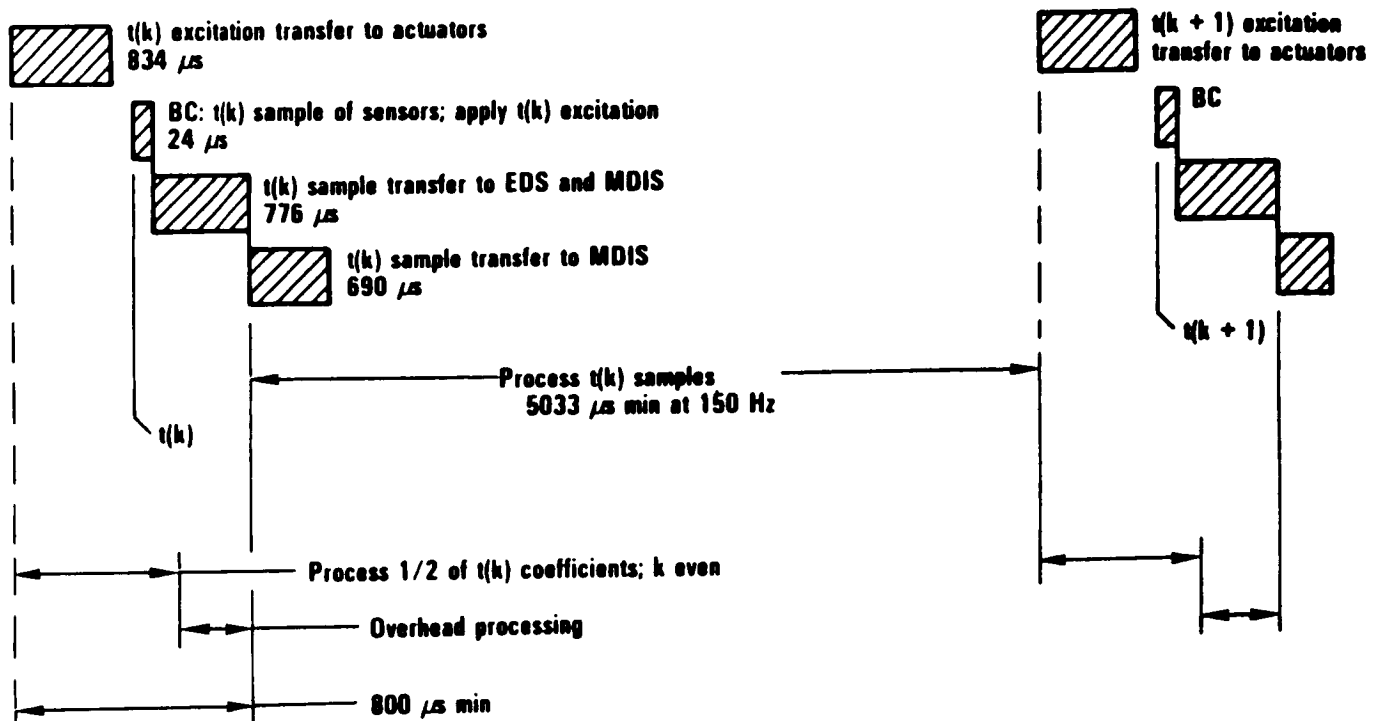 t(k) excitation transfer to actuators
834 μs
BC: t(k) sample of sensors; apply t(k) excitation
24 μs
t(k) sample transfer to EDS and MDIS
776 μs
t(k) sample transfer to MDIS
690 μs
t(k)
Process t(k) samples
5033 μs min at 150 Hz
t(k + 1) excitation
transfer to actuators
BC
t(k + 1)
Process 1/2 of t(k) coefficients; k even
Overhead processing
800 μs min